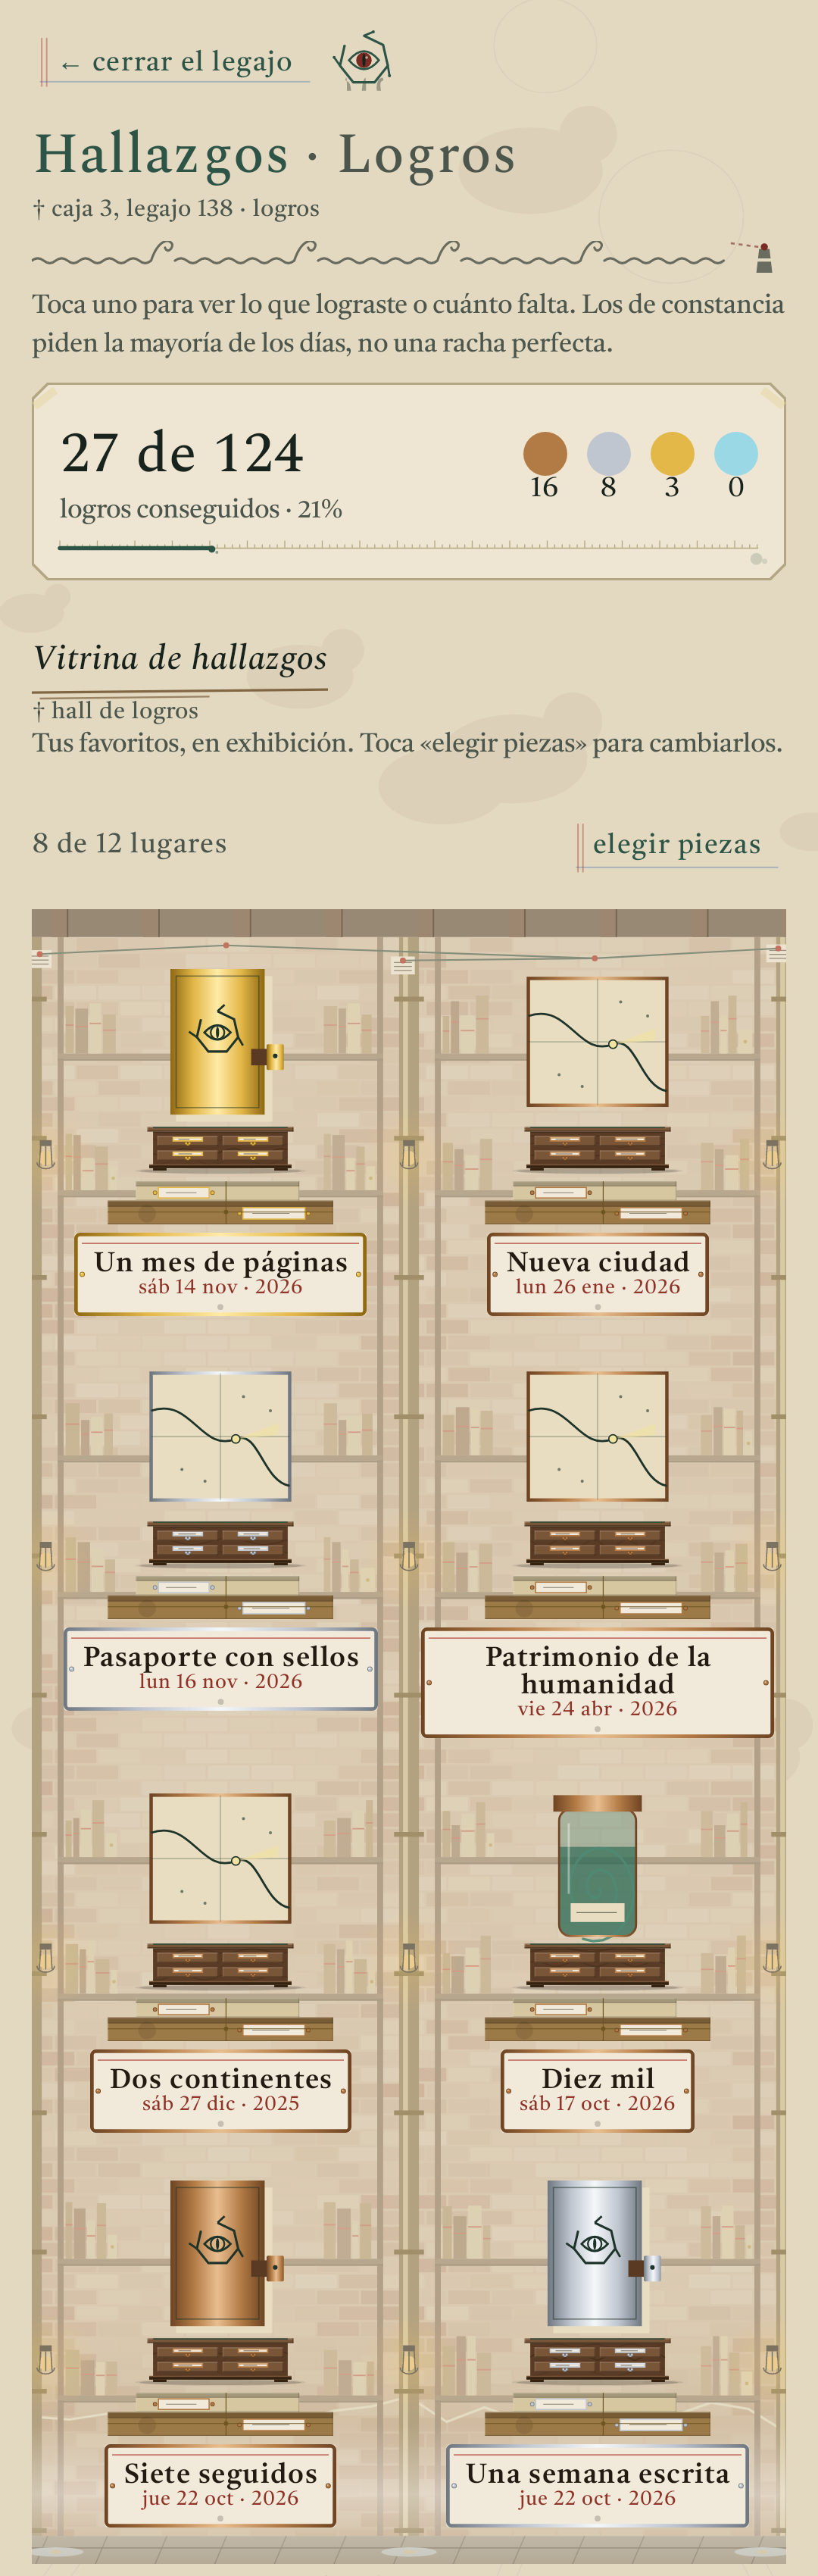 ← cerrar el legajo
Hallazgos · Logros
† caja 3, legajo 138 · logros
Toca uno para ver lo que lograste o cuánto falta. Los de constancia
piden la mayoría de los días, no una racha perfecta.
27 de 124
logros conseguidos · 21%
16 8 3 0
Vitrina de hallazgos
† hall de logros
Tus favoritos, en exhibición. Toca «elegir piezas» para cambiarlos.
8 de 12 lugares
elegir piezas
Un mes de páginas
sáb 14 nov · 2026
Nueva ciudad
lun 26 ene · 2026
Pasaporte con sellos
lun 16 nov · 2026
Patrimonio de la
humanidad
vie 24 abr · 2026
Dos continentes
sáb 27 dic · 2025
Diez mil
sáb 17 oct · 2026
Siete seguidos
jue 22 oct · 2026
Una semana escrita
jue 22 oct · 2026